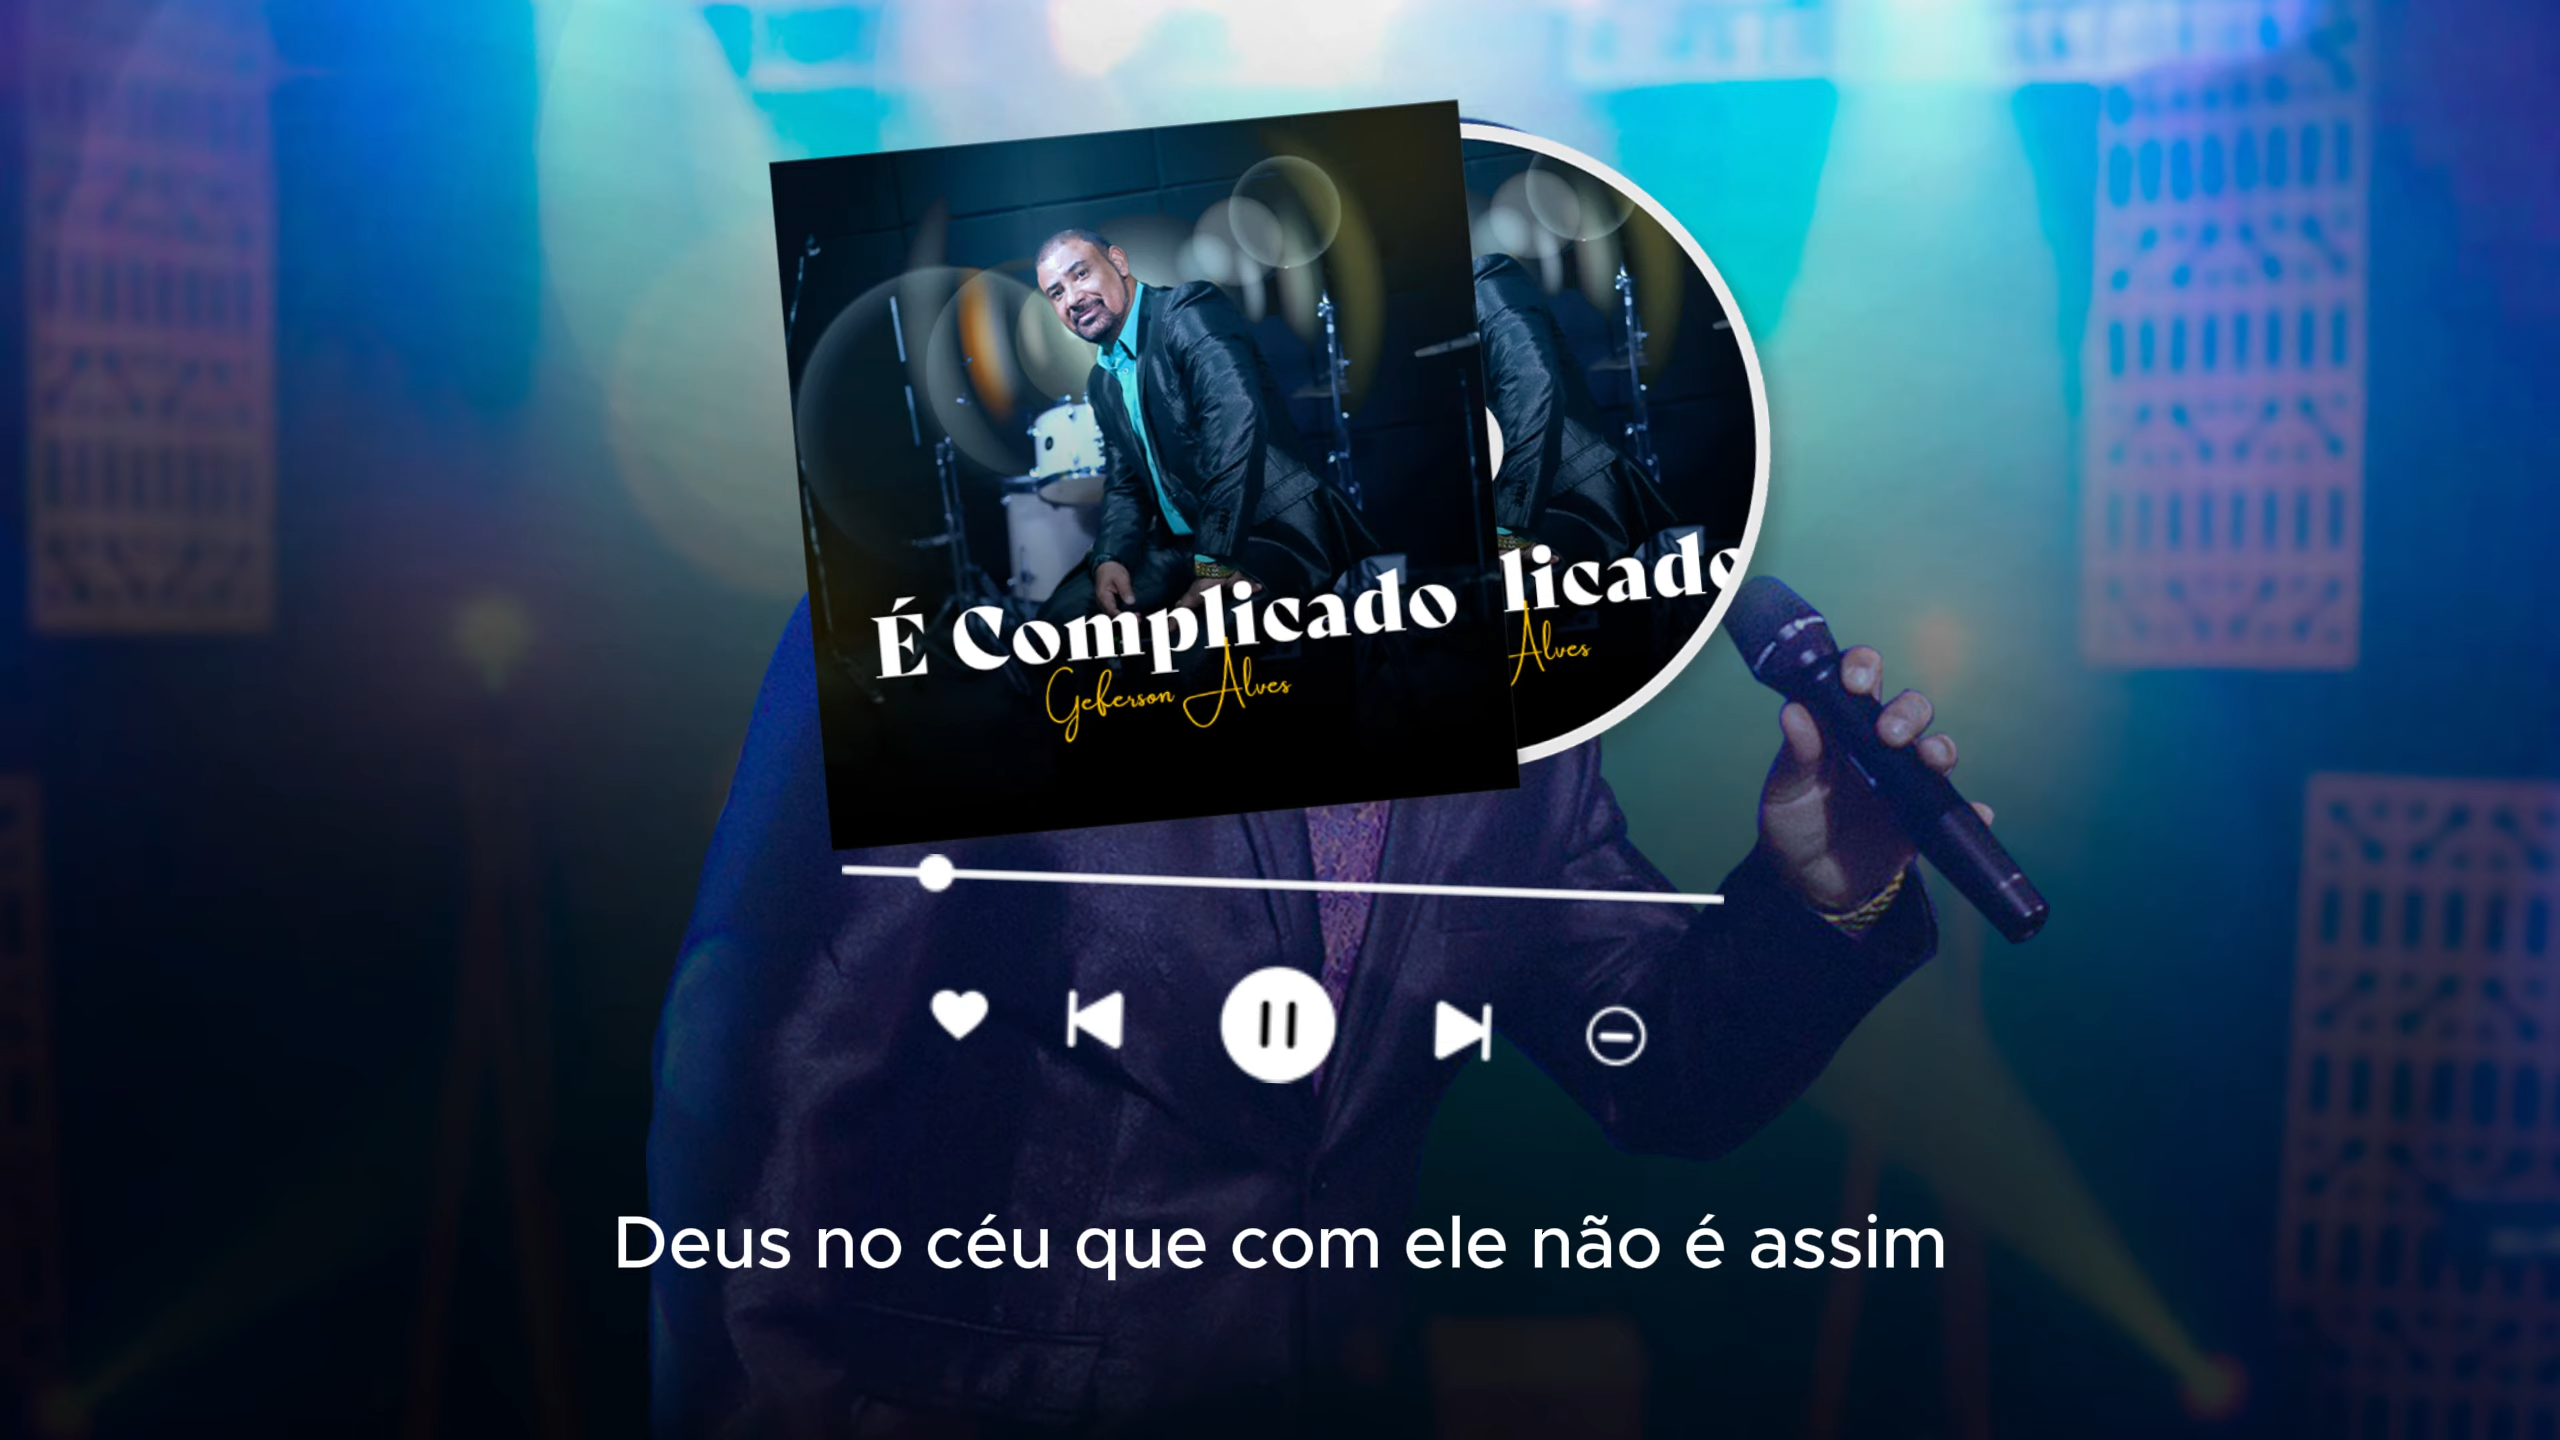 É Complicado
Geferson Alves
licado
Alves
Deus no céu que com ele não é assim